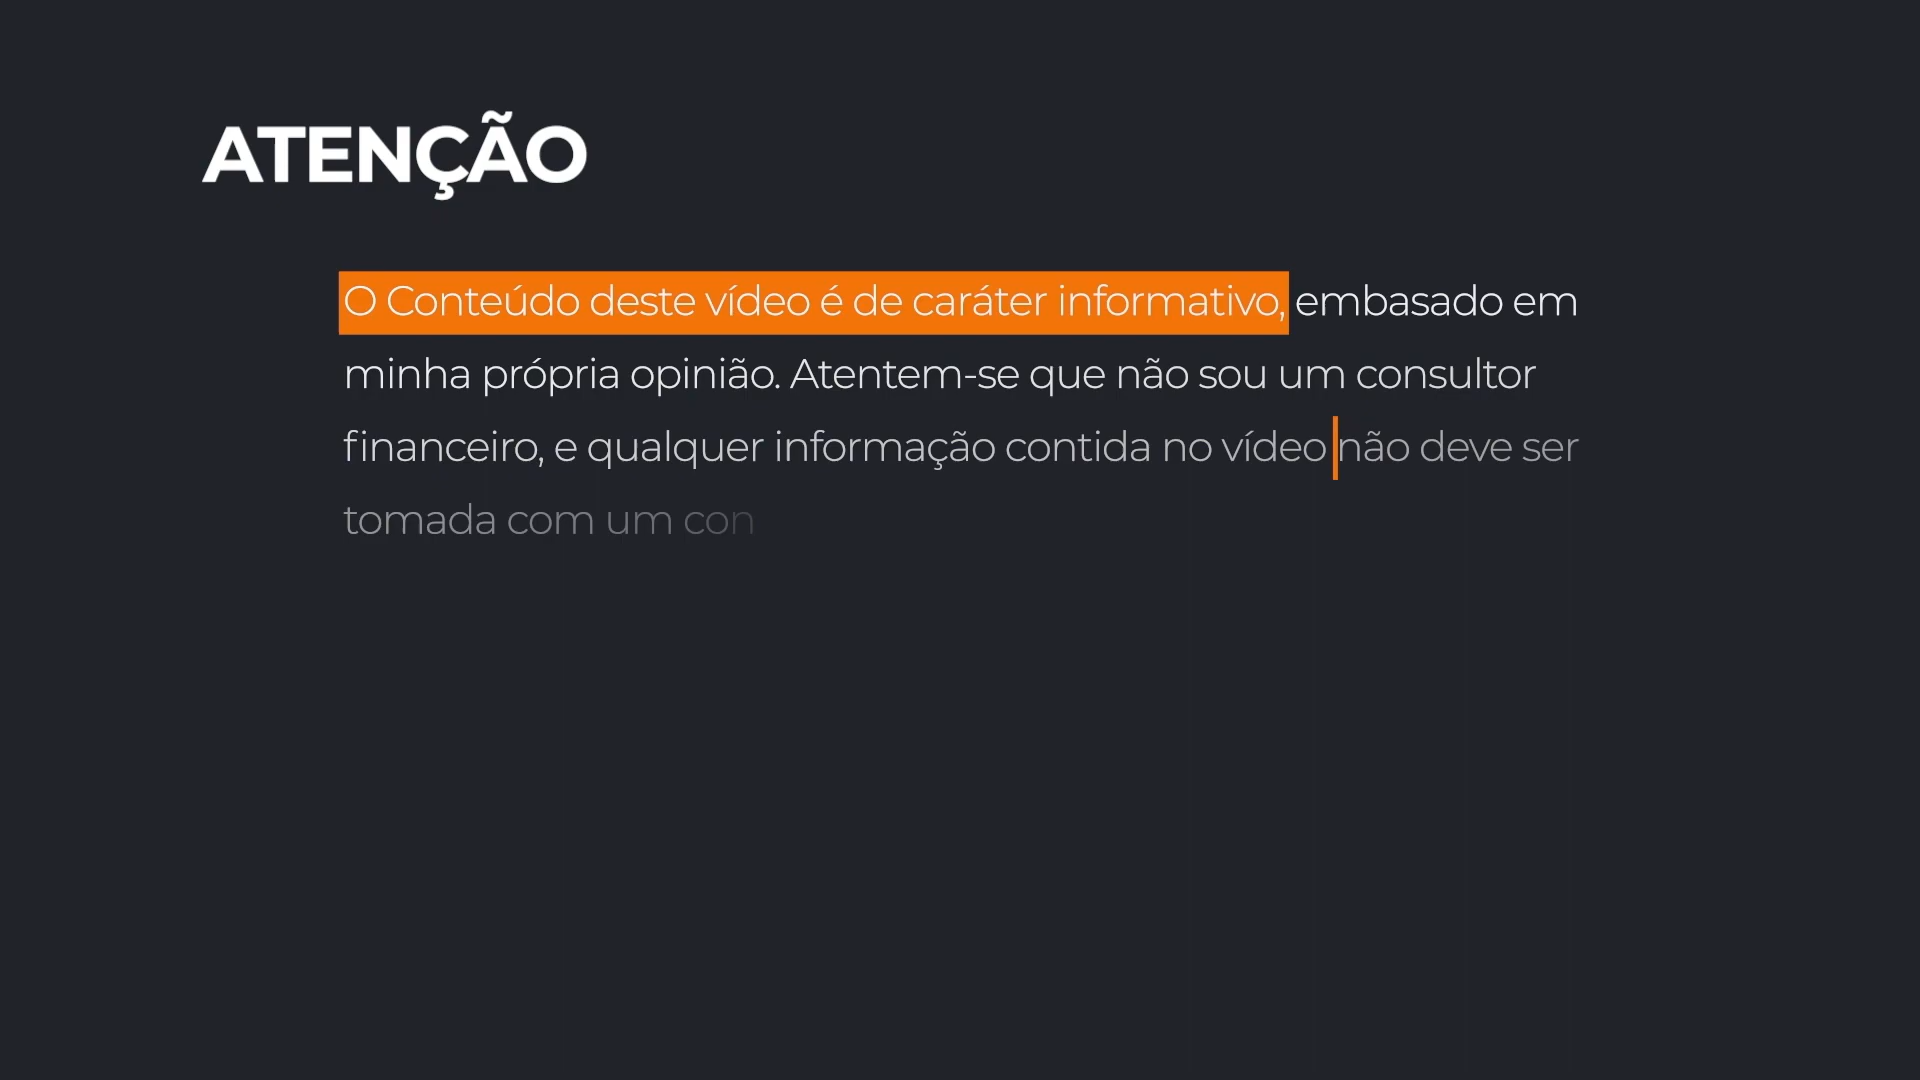 ATENÇÃO
O Conteúdo deste vídeo é de caráter informativo, embasado em
minha própria opinião. Atentem-se que não sou um consultor
financeiro, e qualquer informação contida no vídeo não deve ser
tomada com um con